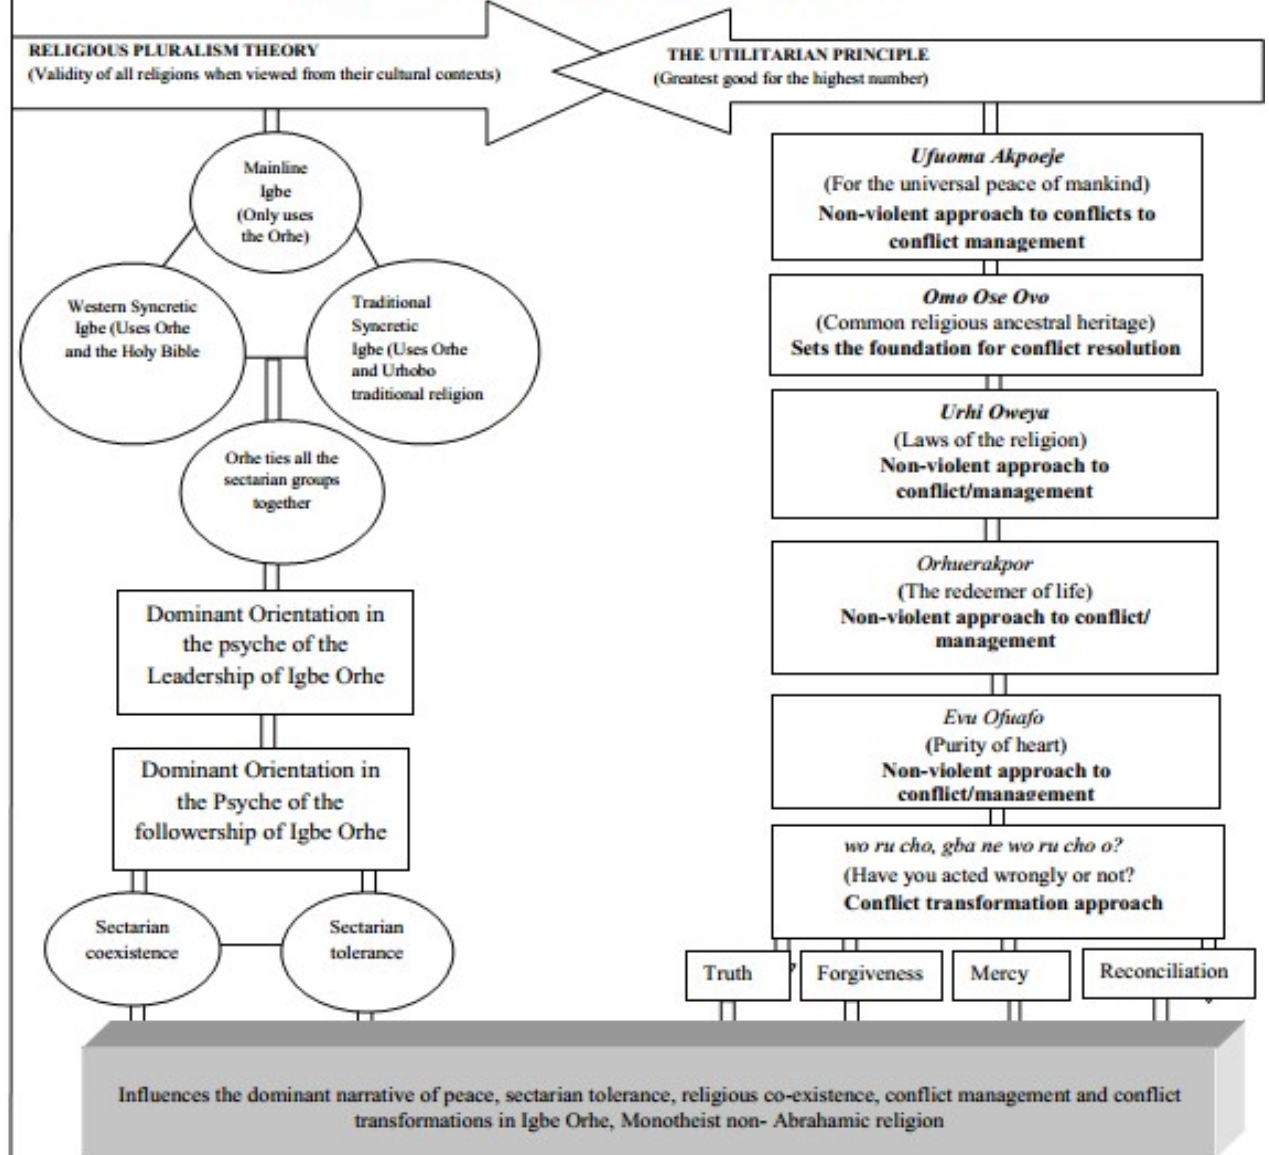 RELIGIOUS PLURALISM THEORY
(Validity of all religions when viewed from their cultural contexts)
THE UTILITARIAN PRINCIPLE
(Greatest good for the highest number)
Mainline
Igbe
(Only uses
the Orhe)
Western Syncretic
Igbe (Uses Orhe
and the Holy Bible
Traditional
Syncretic
Igbe (Uses Orhe
and Urhobo
traditional religion
Orhe ties all the
sectarian groups
together
Dominant Orientation in
the psyche of the
Leadership of Igbe Orhe
Dominant Orientation in
the Psyche of the
followership of Igbe Orhe
Sectarian
coexistence
Sectarian
tolerance
Ufuoma Akpoeje
(For the universal peace of mankind)
Non-violent approach to conflicts to
conflict management
Omo Ose Ovo
(Common religious ancestral heritage)
Sets the foundation for conflict resolution
Urhi Oweya
(Laws of the religion)
Non-violent approach to
conflict/management
Orhuerakpor
(The redeemer of life)
Non-violent approach to conflict/
management
Evu Ofuafo
(Purity of heart)
Non-violent approach to
conflict/management
wo ru cho, gba ne wo ru cho o?
(Have you acted wrongly or not?
Conflict transformation approach
Truth
Forgiveness
Mercy
Reconciliation
Influences the dominant narrative of peace, sectarian tolerance, religious co-existence, conflict management and conflict
transformations in Igbe Orhe, Monotheist non- Abrahamic religion